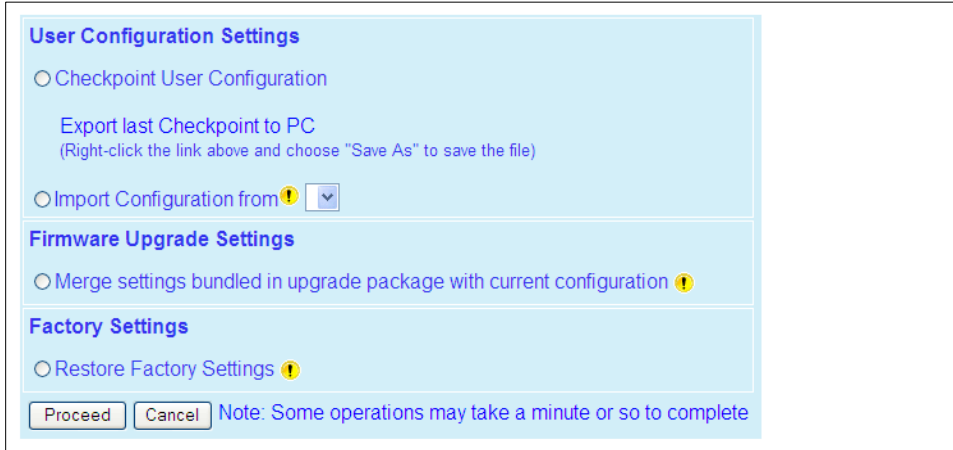 User Configuration Settings
Checkpoint User Configuration
Export last Checkpoint to PC
(Right-click the link above and choose "Save As" to save the file)
Import Configuration from
Firmware Upgrade Settings
Merge settings bundled in upgrade package with current configuration
Factory Settings
Restore Factory Settings
Proceed Cancel Note: Some operations may take a minute or so to complete